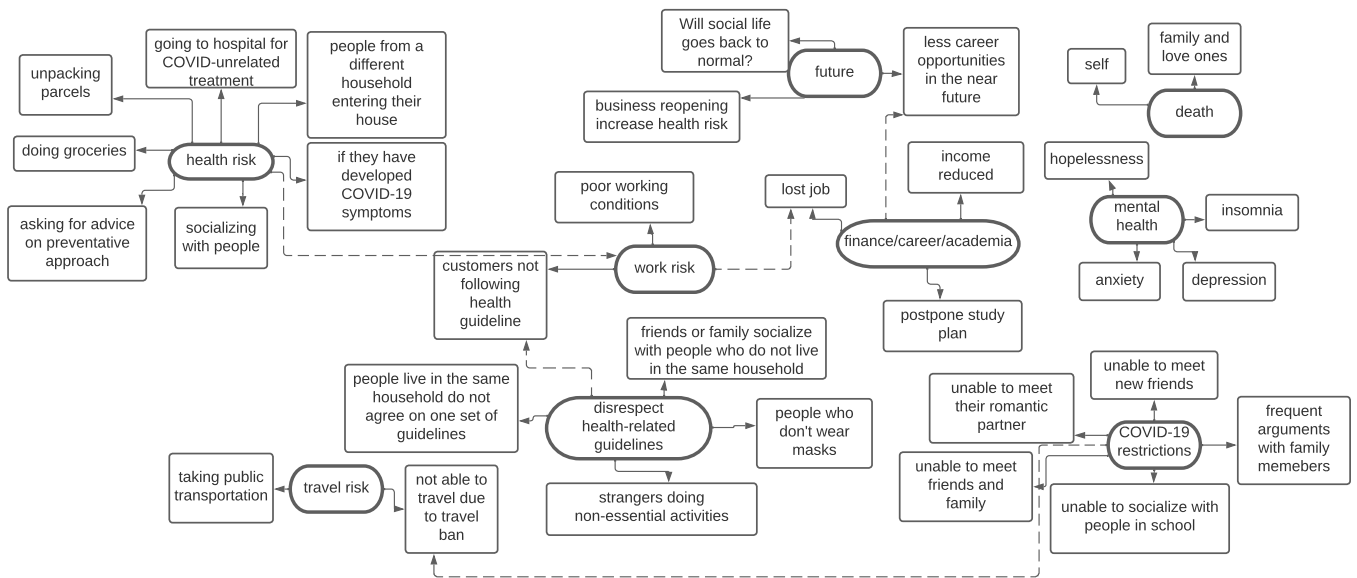 going to hospital for
COVID-unrelated
treatment
people from a
different
household
entering their
house
unpacking
parcels
doing groceries
health risk
if they have
developed
COVID-19
symptoms
asking for advice
on preventative
approach
socializing
with people
Will social life
goes back to
normal?
future
less career
opportunities
in the near
future
business reopening
increase health risk
self
family and
love ones
death
poor working
conditions
lost job
income
reduced
finance/career/academia
work risk
customers not
following
health
guideline
postpone study
plan
hopelessness
mental
health
insomnia
anxiety
depression
friends or family socialize
with people who do not live
in the same household
people live in the same
household do not
agree on one set of
guidelines
disrespect
health-related
guidelines
people who
don't wear
masks
strangers doing
non-essential activities
taking public
transportation
travel risk
not able to
travel due
to travel
ban
unable to meet
new friends
unable to meet
their romantic
partner
COVID-19
restrictions
frequent
arguments
with family
memebers
unable to meet
friends and
family
unable to socialize with
people in school